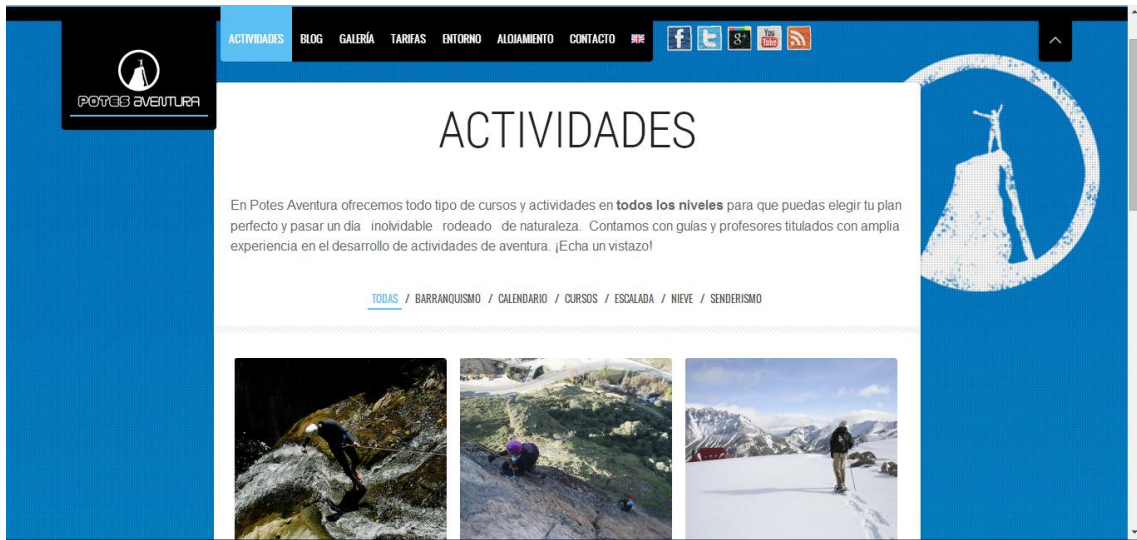 ACTIVIDADES BLOG GALERÍA TARIFAS ENTORNO ALOJAMIENTO CONTACTO
f t g+ You Tube
POTES AVENTURA
ACTIVIDADES
En Potes Aventura ofrecemos todo tipo de cursos y actividades en todos los niveles para que puedas elegir tu plan
perfecto y pasar un día inolvidable rodeado de naturaleza. Contamos con guías y profesores titulados con amplia
experiencia en el desarrollo de actividades de aventura. ¡Echa un vistazo!
TODAS / BARRANQUISMO / CALENDARIO / CURSOS / ESCALADA / NIEVE / SENDERISMO